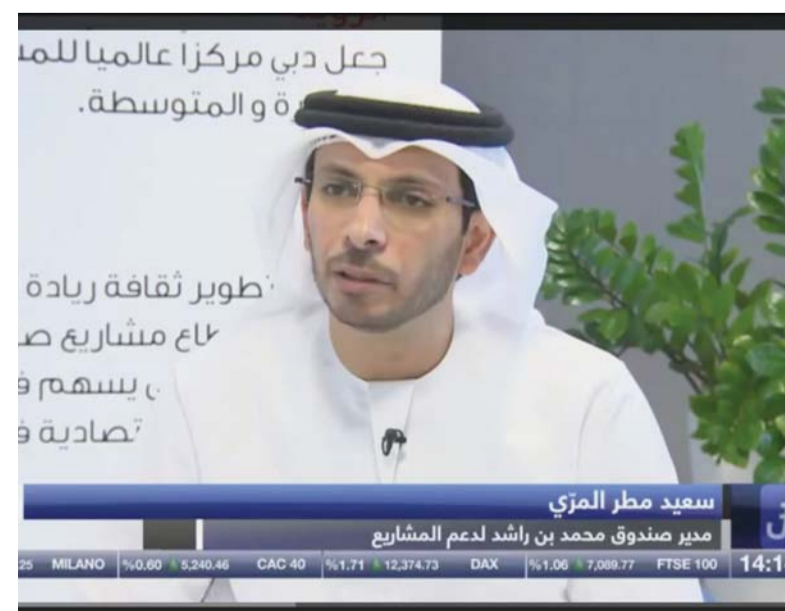 جعل دبي مركزا عالميا
و المتوسطة.
ثقافة ريادة
مشاريع
يسهم
سعيد مطر المرّي
مدير صندوق محمد بن راشد لدعم المشاريع
25 MILANO %0.60 5,240.46 CAC 40 %1.71 12,374.73 DAX %1.06 7,089.77 FTSE 100